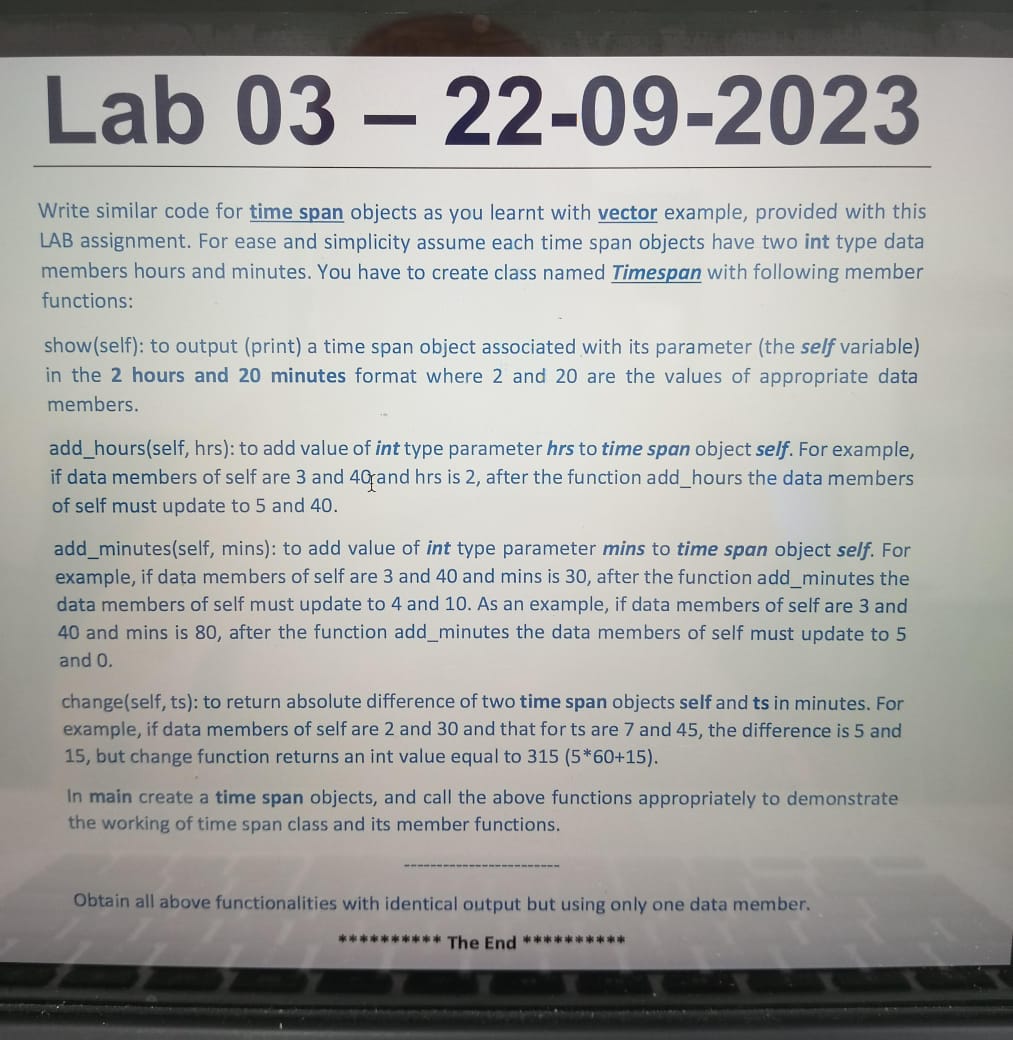 Lab 03 – 22-09-2023
Write similar code for time span objects as you learnt with vector example, provided with this
LAB assignment. For ease and simplicity assume each time span objects have two int type data
members hours and minutes. You have to create class named Timespan with following member
functions:
show(self): to output (print) a time span object associated with its parameter (the self variable)
in the 2 hours and 20 minutes format where 2 and 20 are the values of appropriate data
members.
add_hours(self, hrs): to add value of int type parameter hrs to time span object self. For example,
if data members of self are 3 and 40 and hrs is 2, after the function add_hours the data members
of self must update to 5 and 40.
add_minutes(self, mins): to add value of int type parameter mins to time span object self. For
example, if data members of self are 3 and 40 and mins is 30, after the function add_minutes the
data members of self must update to 4 and 10. As an example, if data members of self are 3 and
40 and mins is 80, after the function add_minutes the data members of self must update to 5
and 0.
change(self, ts): to return absolute difference of two time span objects self and ts in minutes. For
example, if data members of self are 2 and 30 and that for ts are 7 and 45, the difference is 5 and
15, but change function returns an int value equal to 315 (5*60+15).
In main create a time span objects, and call the above functions appropriately to demonstrate
the working of time span class and its member functions.
------------------------
Obtain all above functionalities with identical output but using only one data member.
********** The End **********